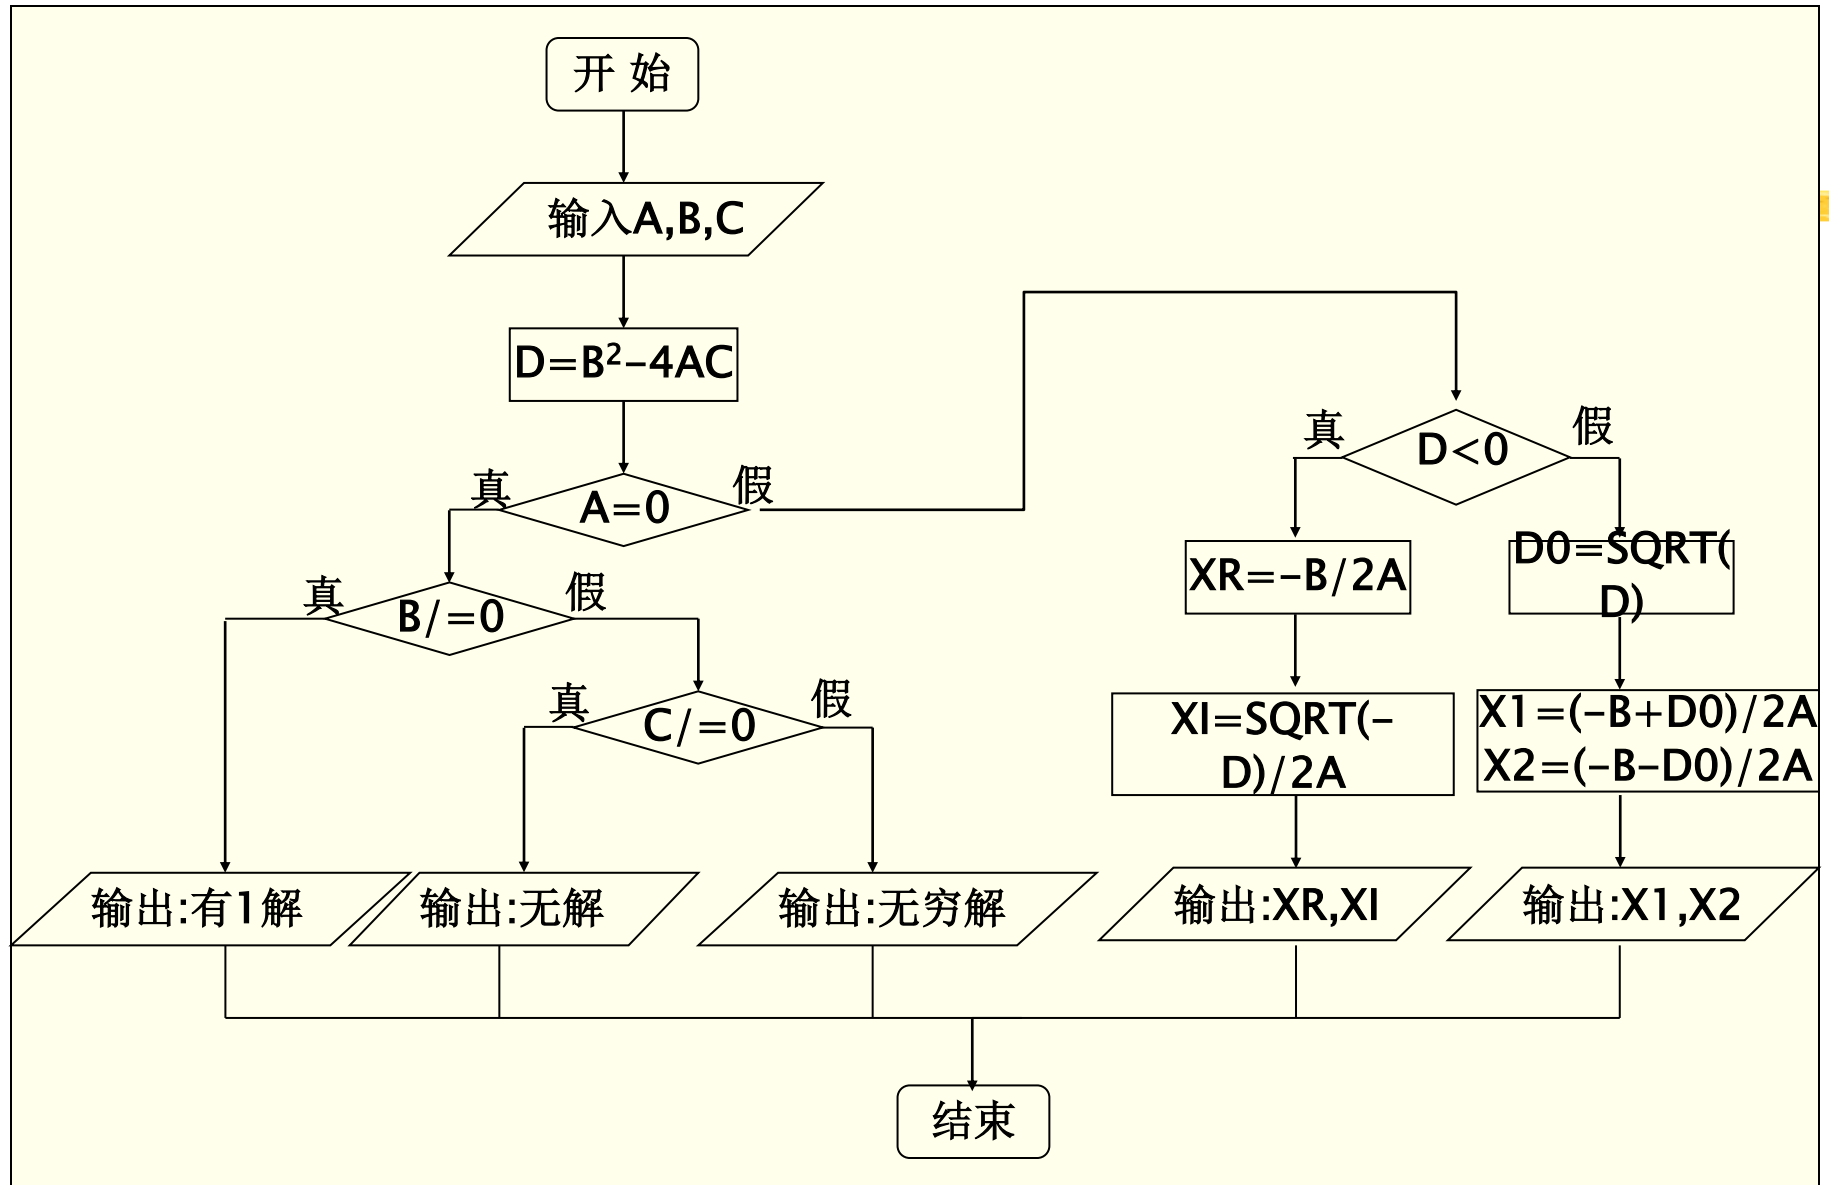 开 始
输入A,B,C
D=B²-4AC
真
A=0
假
真
D<0
假
真
B/=0
假
XR=-B/2A
D0=SQRT(
D)
真
C/=0
假
XI=SQRT(-
D)/2A
X1=(-B+D0)/2A
X2=(-B-D0)/2A
输出:有1解
输出:无解
输出:无穷解
输出:XR,XI
输出:X1,X2
结束